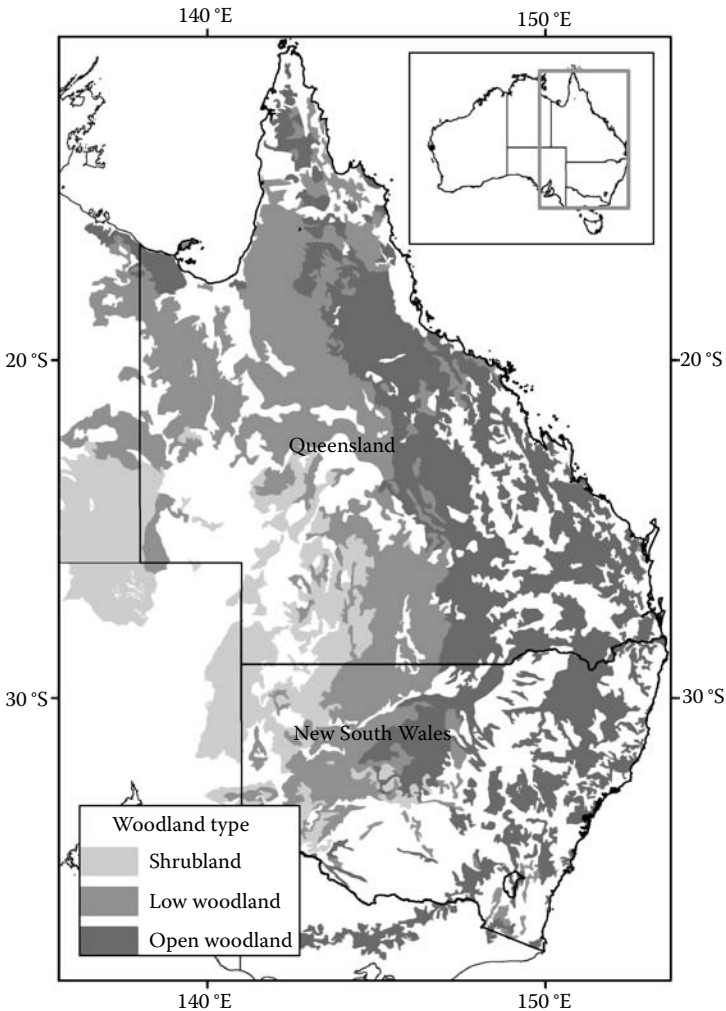 140 °E
150 °E
20 °S
20 °S
Queensland
30 °S
30 °S
New South Wales
Woodland type
Shrubland
Low woodland
Open woodland
140 °E
150 °E